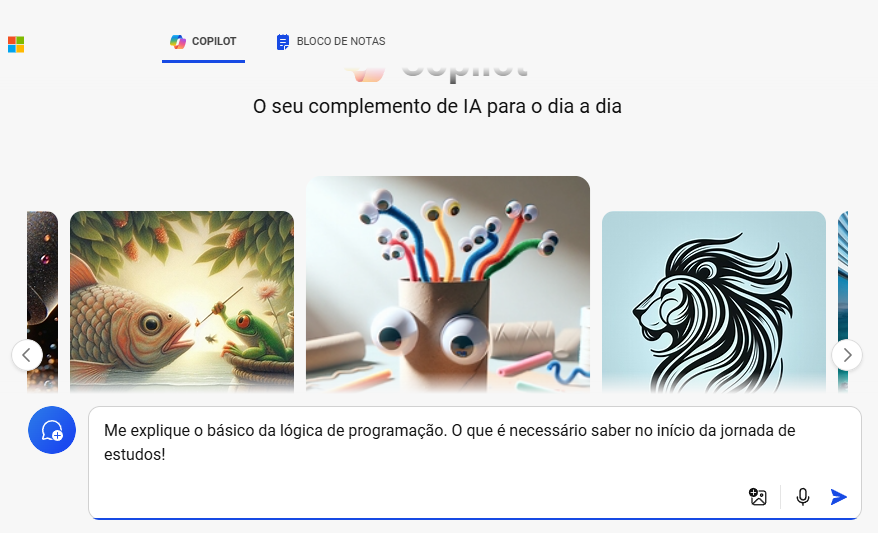 COPILOT
BLOCO DE NOTAS
Copilot
O seu complemento de IA para o dia a dia
Me explique o básico da lógica de programação. O que é necessário saber no início da jornada de
estudos!